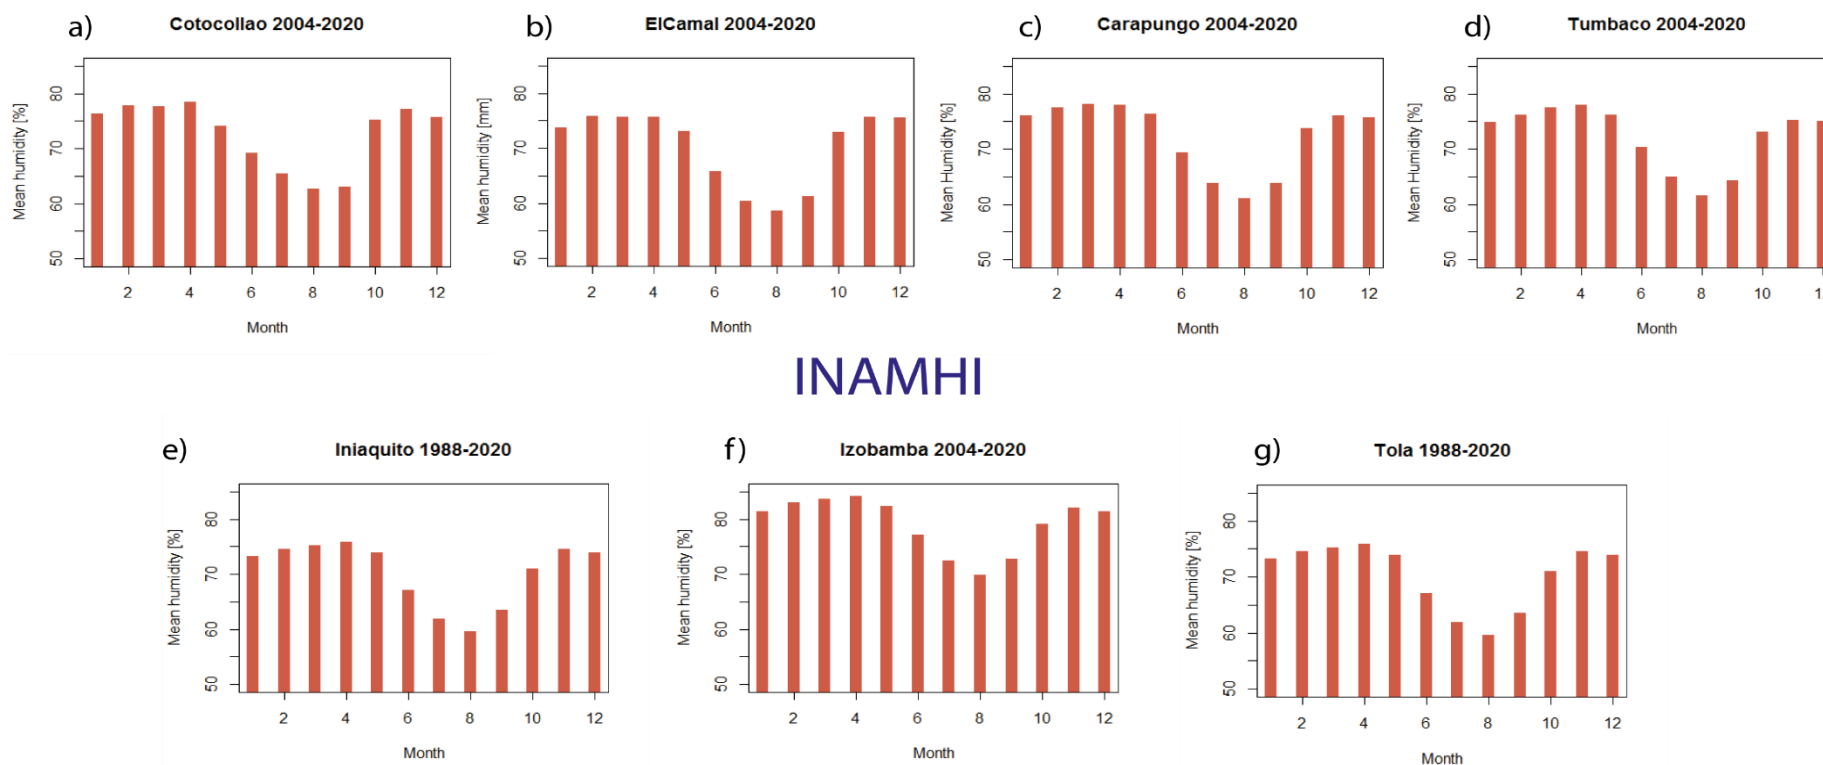 a) Cotocollao 2004-2020
Mean humidity [%]
80
70
60
50
2 4 6 8 10 12
Month
b) ElCamal 2004-2020
Mean humidity [mm]
80
70
60
50
2 4 6 8 10 12
Month
c) Carapungo 2004-2020
Mean Humidity [%]
80
70
60
50
2 4 6 8 10 12
Month
d) Tumbaco 2004-2020
Mean Humidity [%]
80
70
60
50
2 4 6 8 10 12
Month
INAMHI
e) Iniaquito 1988-2020
Mean humidity [%]
80
70
60
50
2 4 6 8 10 12
Month
f) Izobamba 2004-2020
Mean humidity [%]
80
70
60
50
2 4 6 8 10 12
Month
g) Tola 1988-2020
Mean humidity [%]
80
70
60
50
2 4 6 8 10 12
Month